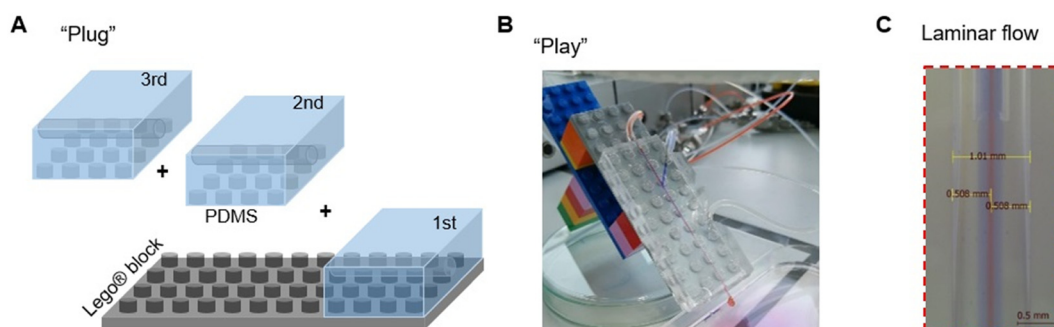 A
“Plug”
3rd
2nd
+
PDMS
+
1st
Lego® block
B
“Play”
C
Laminar flow
1.01 mm
0.508 mm
0.508 mm
0.5 mm